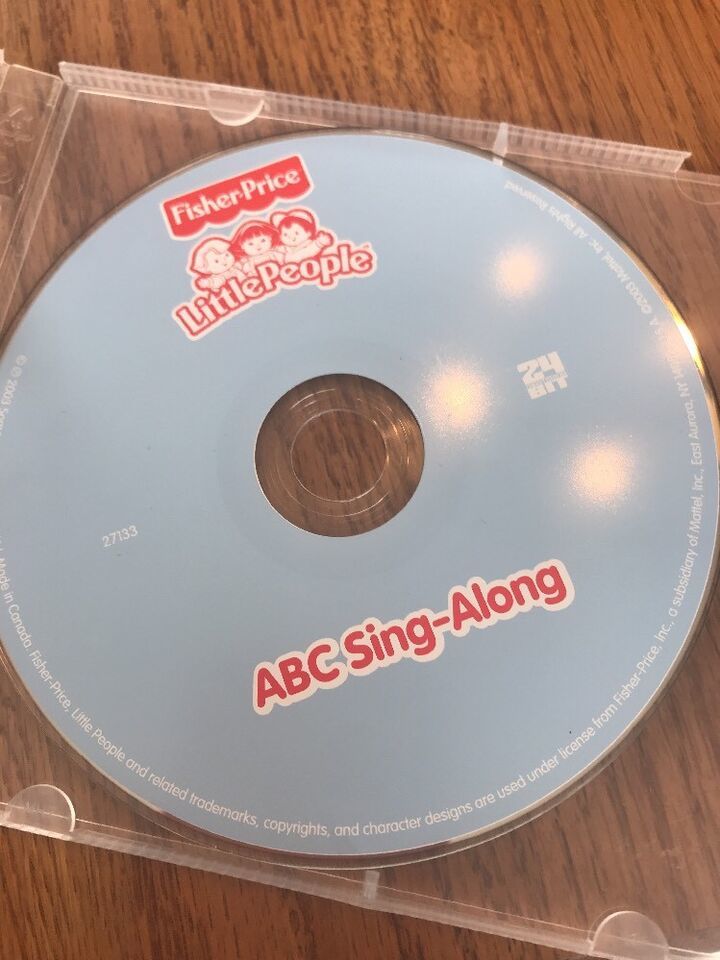 Fisher-Price
Little People™
24
BIT
27133
ABC Sing-Along
℗ © 2003
Made in Canada Fisher-Price, Little People and related trademarks, copyrights, and character designs are used under license from Fisher-Price, Inc., a subsidiary of Mattel, Inc., East Aurora, NY ©2003 Mattel, Inc. All Rights Reserved.